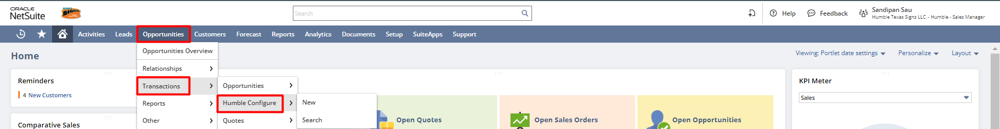 ORACLE
NetSuite
SIGNS
Search
Help
Feedback
Sandipan Sau
Humble Texas Signs LLC - Humble - Sales Manager
Activities Leads Opportunities Customers Forecast Reports Analytics Documents Setup SuiteApps Support
Home
Opportunities Overview
Relationships
Transactions
Reports
Other
Opportunities
Humble Configure
Quotes
New
Search
Viewing: Portlet date settings
Personalize
Layout
Reminders
4 New Customers
Comparative Sales
Open Quotes
Open Sales Orders
Open Opportunities
KPI Meter
Sales